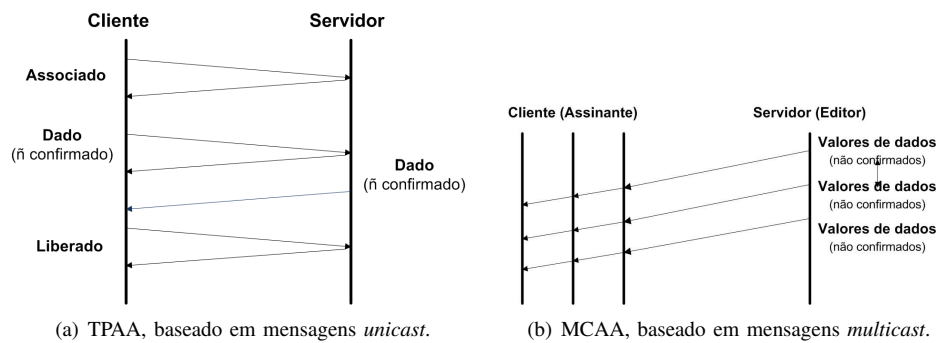 Cliente
Servidor
Associado
Dado
(ñ confirmado)
Dado
(ñ confirmado)
Liberado
(a) TPAA, baseado em mensagens unicast.
Cliente (Assinante)
Servidor (Editor)
Valores de dados
(não confirmados)
Valores de dados
(não confirmados)
Valores de dados
(não confirmados)
(b) MCAA, baseado em mensagens multicast.